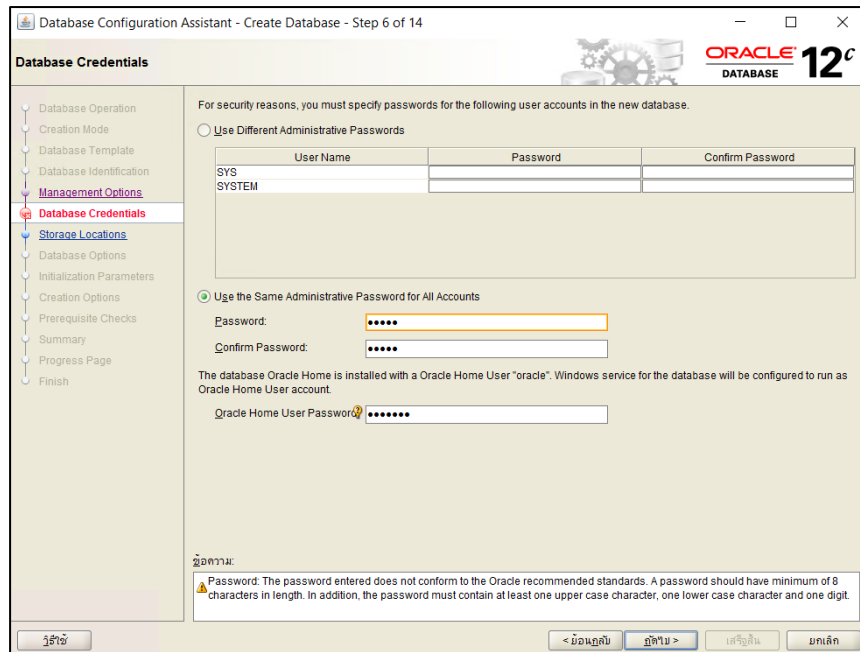 Database Configuration Assistant - Create Database - Step 6 of 14
Database Credentials
ORACLE
DATABASE
12c
Database Operation
Creation Mode
Database Template
Database Identification
Management Options
Database Credentials
Storage Locations
Database Options
Initialization Parameters
Creation Options
Prerequisite Checks
Summary
Progress Page
Finish
For security reasons, you must specify passwords for the following user accounts in the new database.
Use Different Administrative Passwords
User Name Password Confirm Password
SYS
SYSTEM
Use the Same Administrative Password for All Accounts
Password: •••••
Confirm Password: •••••
The database Oracle Home is installed with a Oracle Home User "oracle". Windows service for the database will be configured to run as
Oracle Home User account.
Oracle Home User Password •••••••
ข้อความ:
Password: The password entered does not conform to the Oracle recommended standards. A password should have minimum of 8
characters in length. In addition, the password must contain at least one upper case character, one lower case character and one digit.
วิธีใช้ < ย้อนกลับ ถัดไป > เสร็จสิ้น ยกเลิก